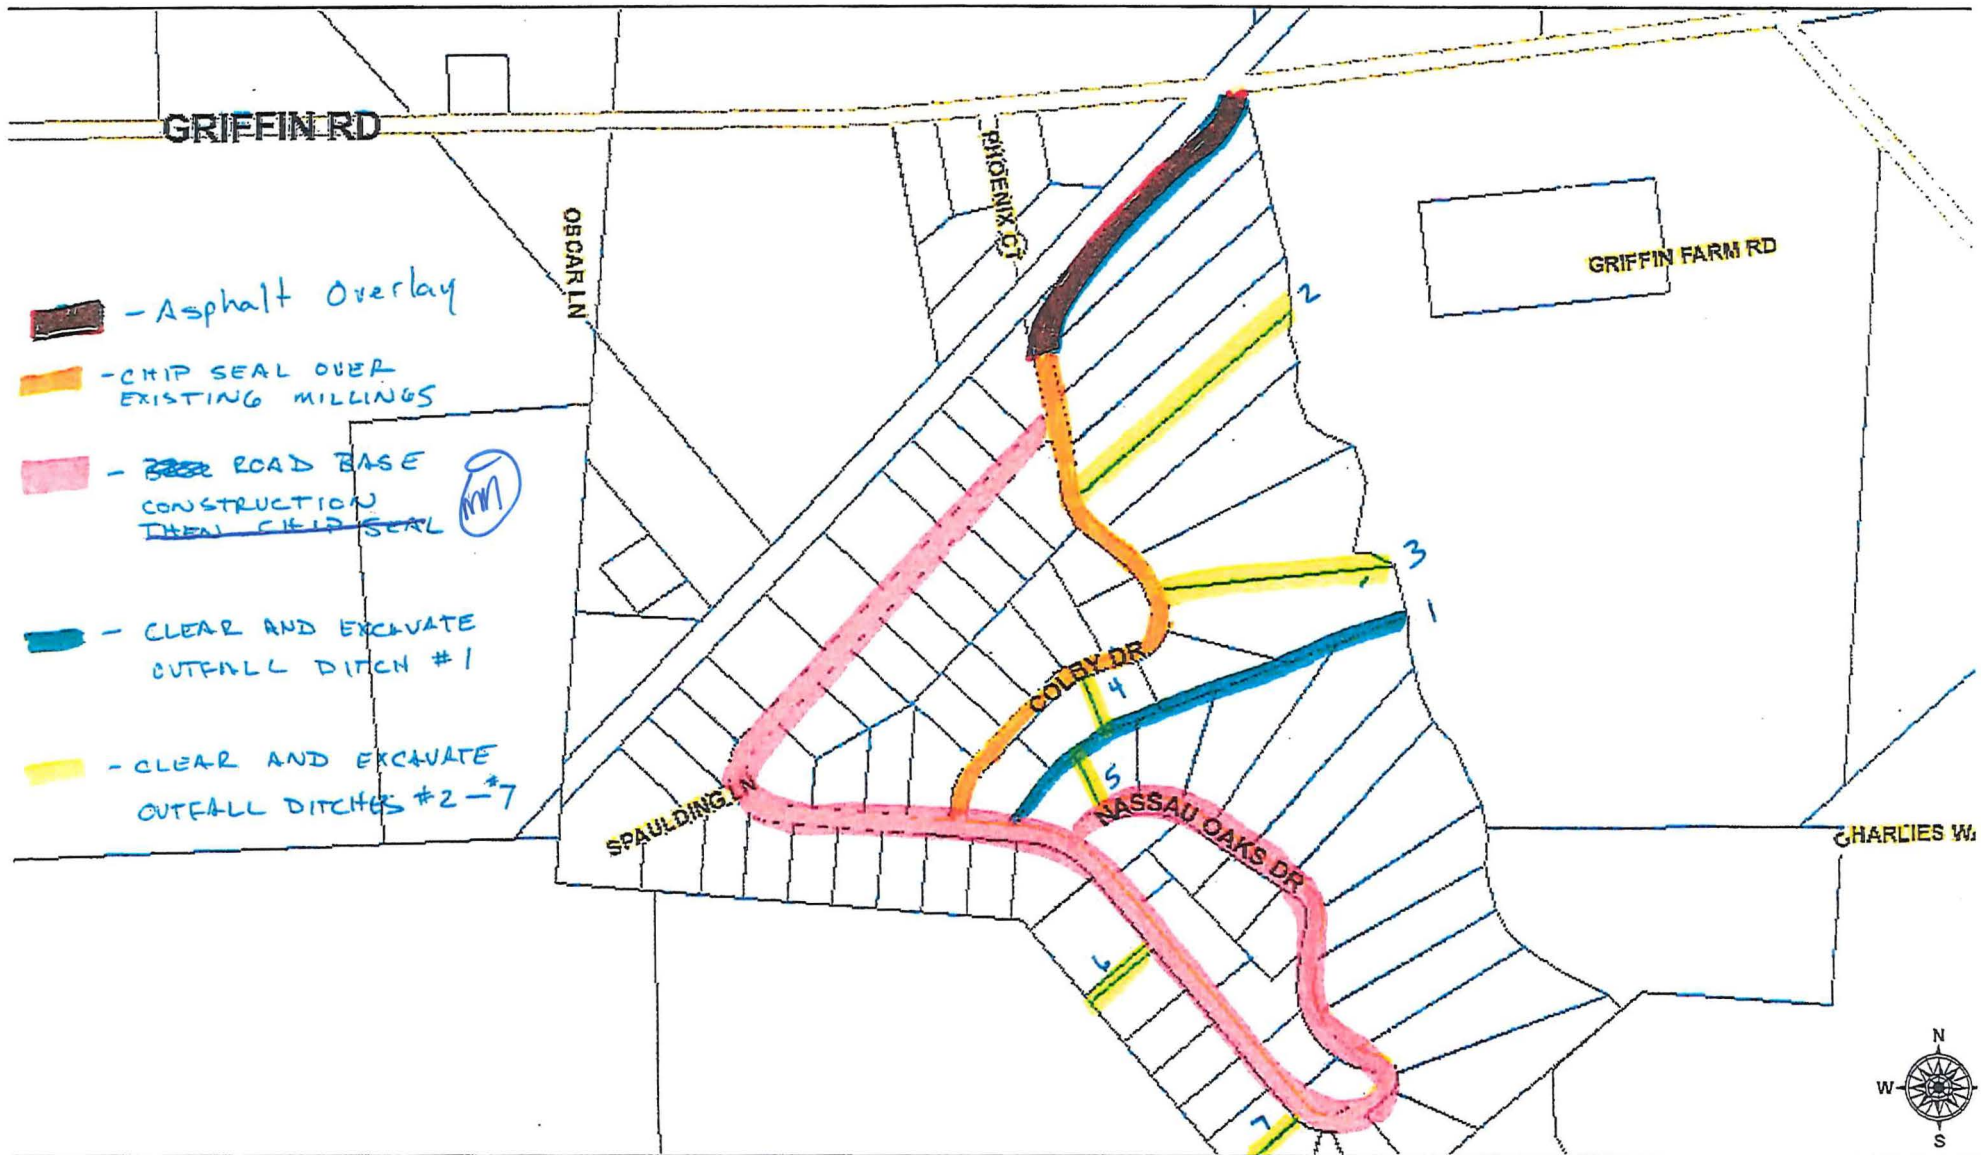 GRIFFIN RD
PHOENIX CT
OSCAR LN
GRIFFIN FARM RD
- Asphalt Overlay
- CHIP SEAL OVER
EXISTING MILLINGS
- ROAD BASE
CONSTRUCTION
THEN CHIP SEAL
- CLEAR AND EXCAVATE
OUTFALL DITCH #1
- CLEAR AND EXCAVATE
OUTFALL DITCHES #2-#7
2
3
1
COLBY DR
4
5
SPAULDING LN
NASSAU OAKS DR
CHARLIES WA
6
7
N
W
S